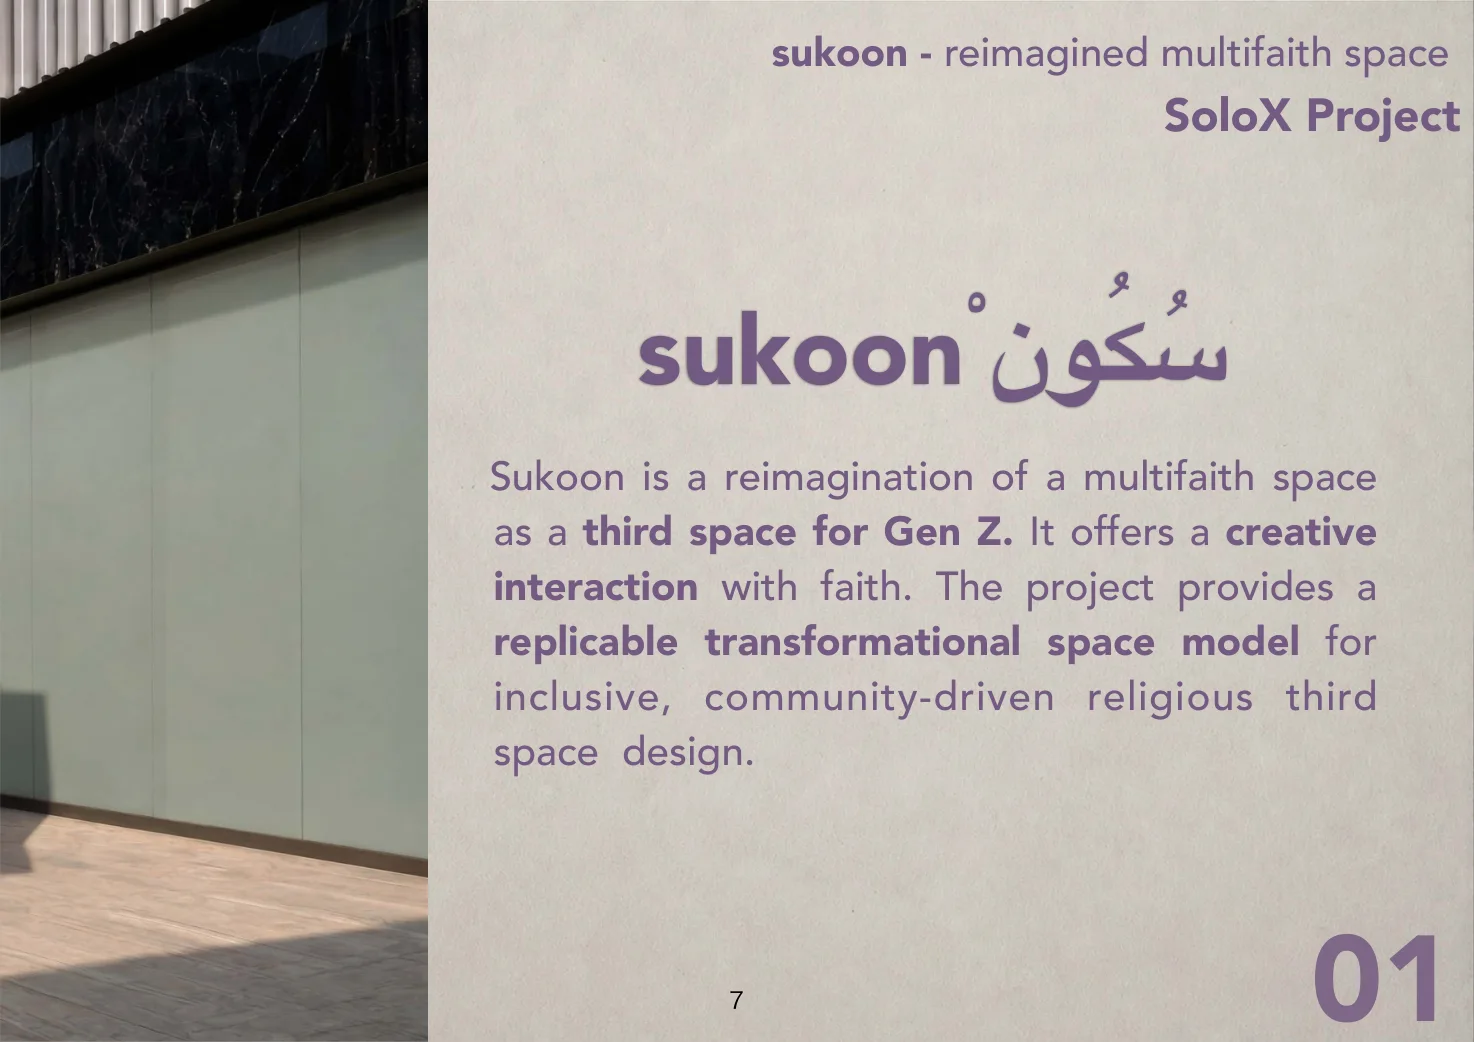 sukoon - reimagined multifaith space
SoloX Project
sukoon سُكُونْ
Sukoon is a reimagination of a multifaith space
as a third space for Gen Z. It offers a creative
interaction with faith. The project provides a
replicable transformational space model for
inclusive, community-driven religious third
space design.
7
01